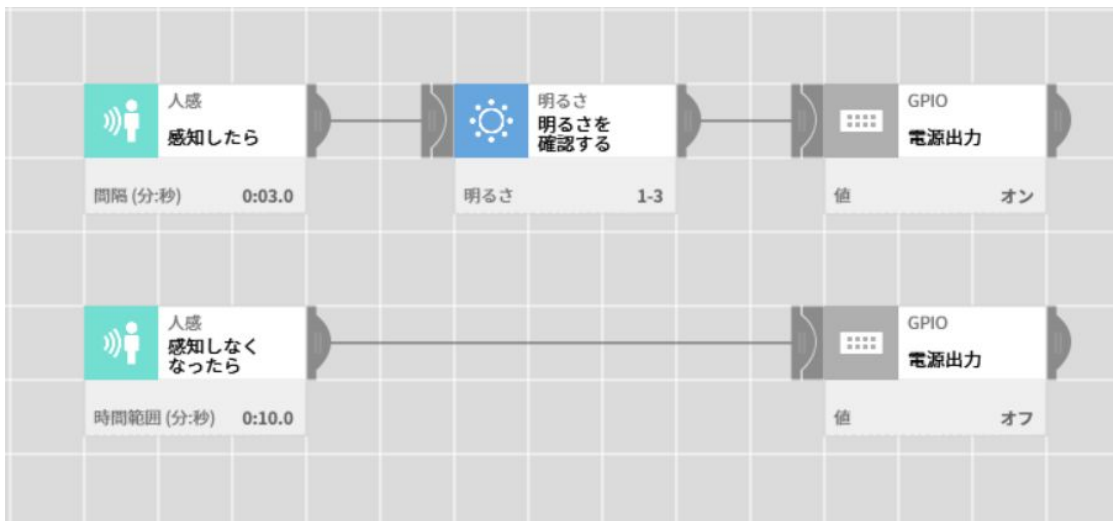 人感
感知したら
間隔 (分:秒) 0:03.0
明るさ
明るさを
確認する
明るさ 1-3
GPIO
電源出力
値 オン
人感
感知しなく
なったら
時間範囲 (分:秒) 0:10.0
GPIO
電源出力
値 オフ